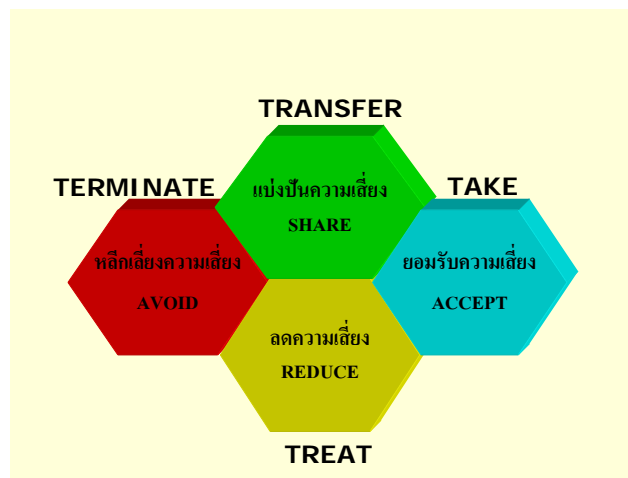 TRANSFER
TERMINATE
TAKE
แบ่งปันความเสี่ยง
SHARE
หลีกเลี่ยงความเสี่ยง
AVOID
ยอมรับความเสี่ยง
ACCEPT
ลดความเสี่ยง
REDUCE
TREAT